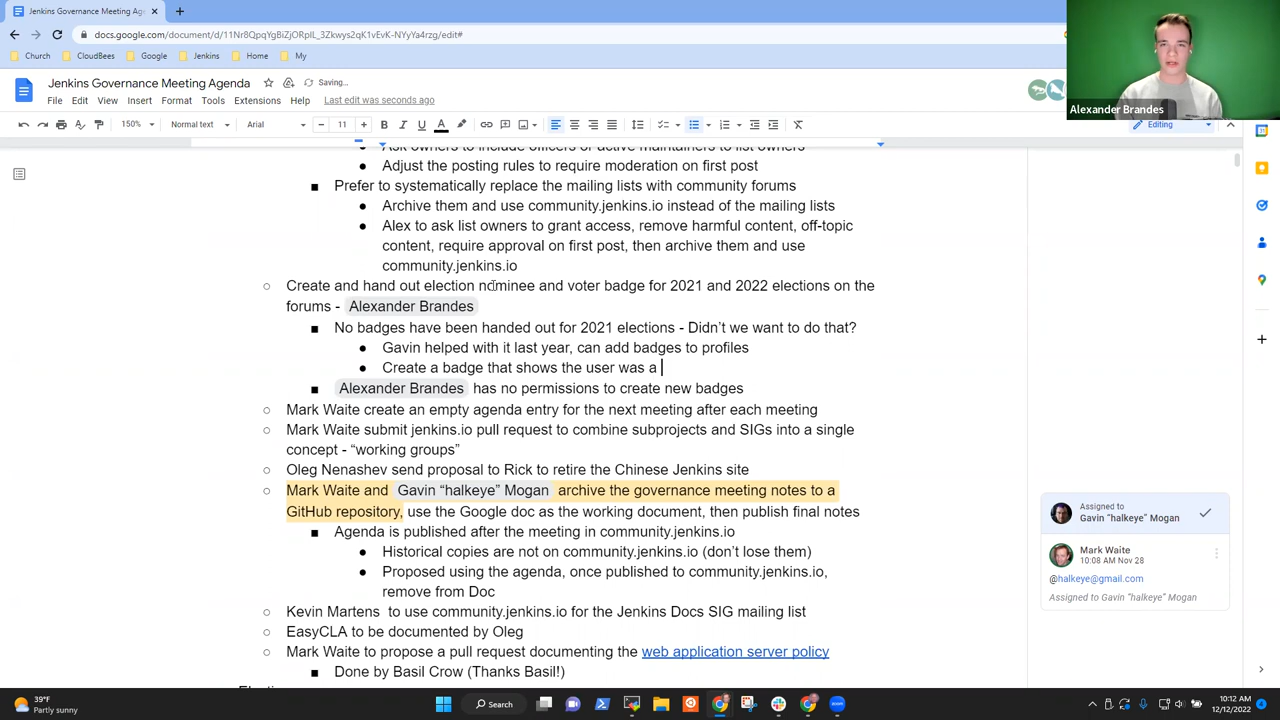 Jenkins Governance Meeting Agenda
docs.google.com/document/d/11Nr8QpqYgBiZjORpIL_3Zkwys2qK1vEvK-NYyYa4rzg/edit#
Church CloudBees Google Jenkins Home My
Jenkins Governance Meeting Agenda Saving...
File Edit View Insert Format Tools Extensions Help Last edit was seconds ago
Alexander Brandes
150% Normal text Arial 11 Editing
Ask owners to include officers or active maintainers to list owners
Adjust the posting rules to require moderation on first post
Prefer to systematically replace the mailing lists with community forums
Archive them and use community.jenkins.io instead of the mailing lists
Alex to ask list owners to grant access, remove harmful content, off-topic
content, require approval on first post, then archive them and use
community.jenkins.io
Create and hand out election nominee and voter badge for 2021 and 2022 elections on the
forums - Alexander Brandes
No badges have been handed out for 2021 elections - Didn't we want to do that?
Gavin helped with it last year, can add badges to profiles
Create a badge that shows the user was a
Alexander Brandes has no permissions to create new badges
Mark Waite create an empty agenda entry for the next meeting after each meeting
Mark Waite submit jenkins.io pull request to combine subprojects and SIGs into a single
concept - “working groups”
Oleg Nenashev send proposal to Rick to retire the Chinese Jenkins site
Mark Waite and Gavin “halkeye” Mogan archive the governance meeting notes to a
GitHub repository, use the Google doc as the working document, then publish final notes
Agenda is published after the meeting in community.jenkins.io
Historical copies are not on community.jenkins.io (don't lose them)
Proposed using the agenda, once published to community.jenkins.io,
remove from Doc
Kevin Martens to use community.jenkins.io for the Jenkins Docs SIG mailing list
EasyCLA to be documented by Oleg
Mark Waite to propose a pull request documenting the web application server policy
Done by Basil Crow (Thanks Basil!)
Assigned to
Gavin “halkeye” Mogan
Mark Waite
10:08 AM Nov 28
@halkeye@gmail.com
Assigned to Gavin “halkeye” Mogan
39°F
Partly sunny
Search
10:12 AM
12/12/2022